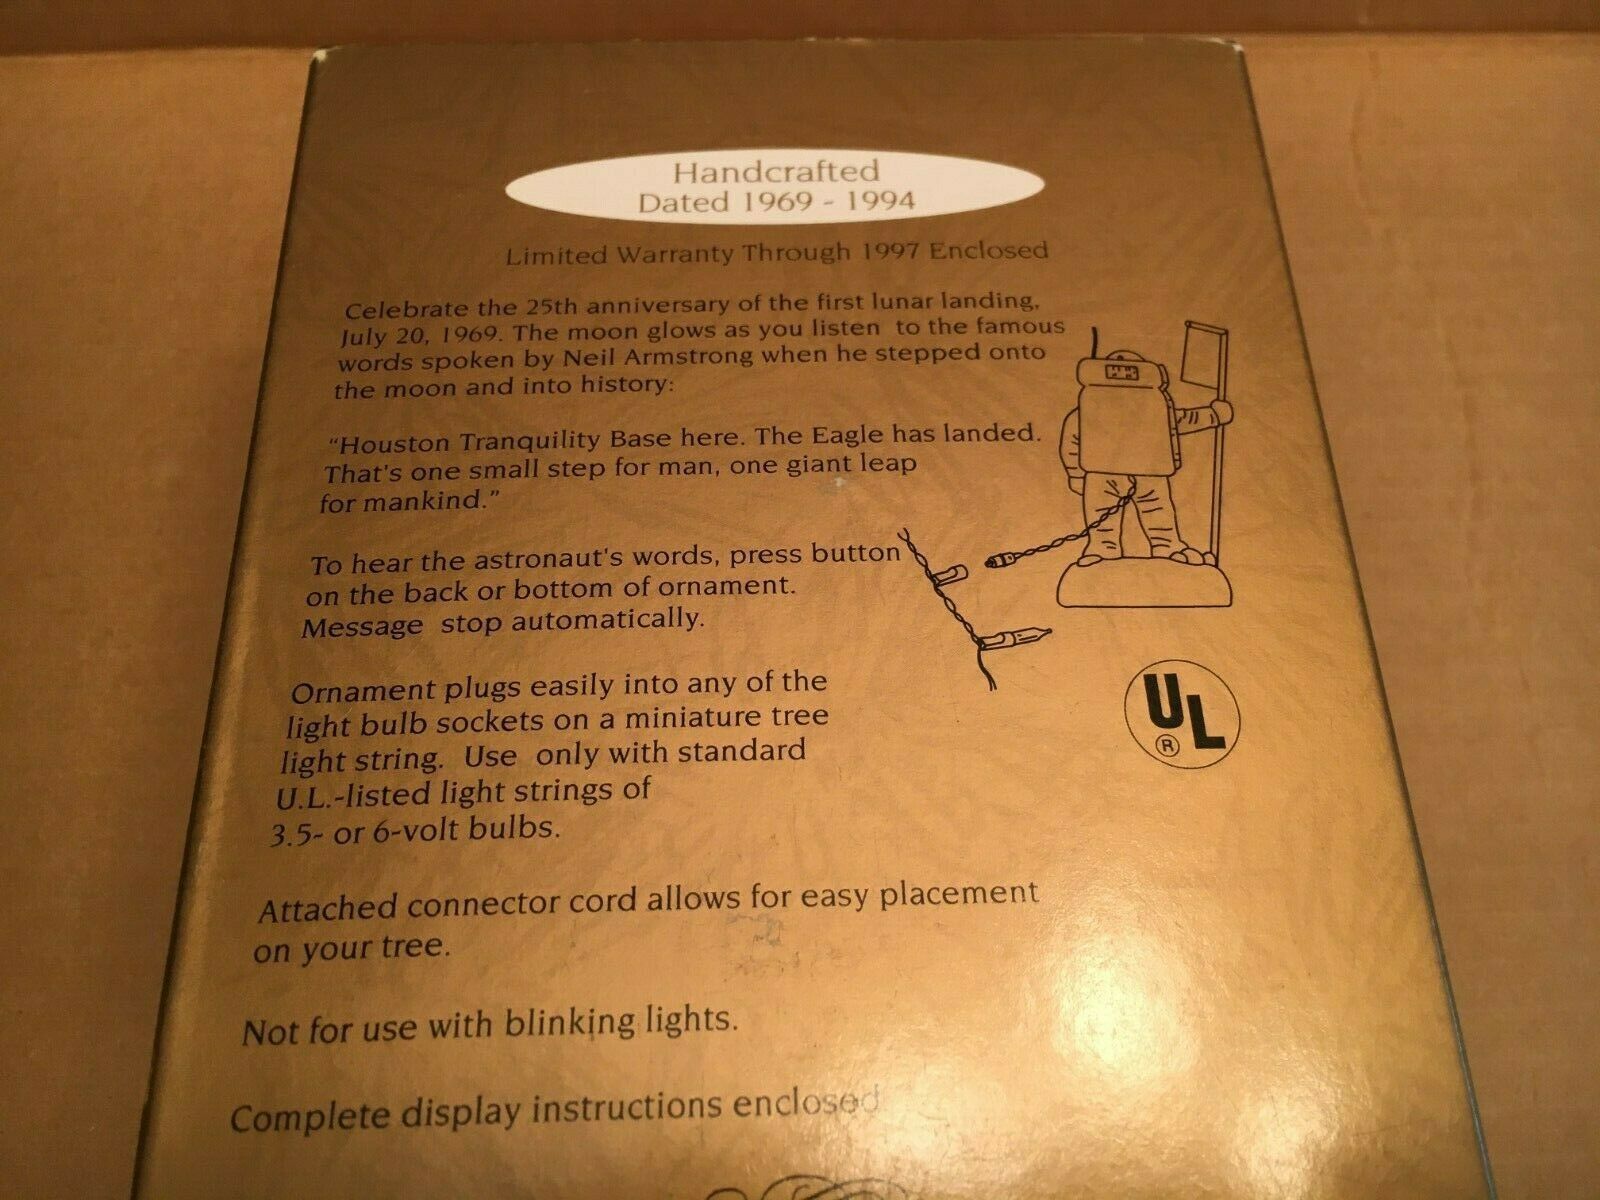 Handcrafted
Dated 1969 - 1994
Limited Warranty Through 1997 Enclosed
Celebrate the 25th anniversary of the first lunar landing,
July 20, 1969. The moon glows as you listen to the famous
words spoken by Neil Armstrong when he stepped onto
the moon and into history:
"Houston Tranquility Base here. The Eagle has landed.
That's one small step for man, one giant leap
for mankind."
To hear the astronaut's words, press button
on the back or bottom of ornament.
Message stop automatically.
Ornament plugs easily into any of the
light bulb sockets on a miniature tree
light string. Use only with standard
U.L.-listed light strings of
3.5- or 6-volt bulbs.
UL
®
Attached connector cord allows for easy placement
on your tree.
Not for use with blinking lights.
Complete display instructions enclosed